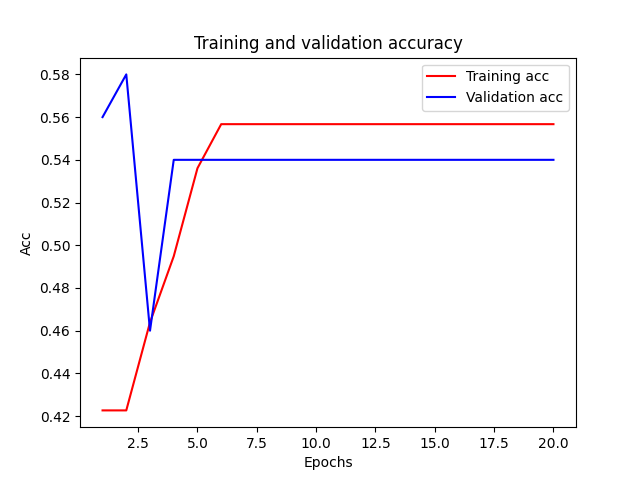 Training and validation accuracy
Training acc
Validation acc
0.58
0.56
0.54
0.52
0.50
0.48
0.46
0.44
0.42
Acc
2.5 5.0 7.5 10.0 12.5 15.0 17.5 20.0
Epochs